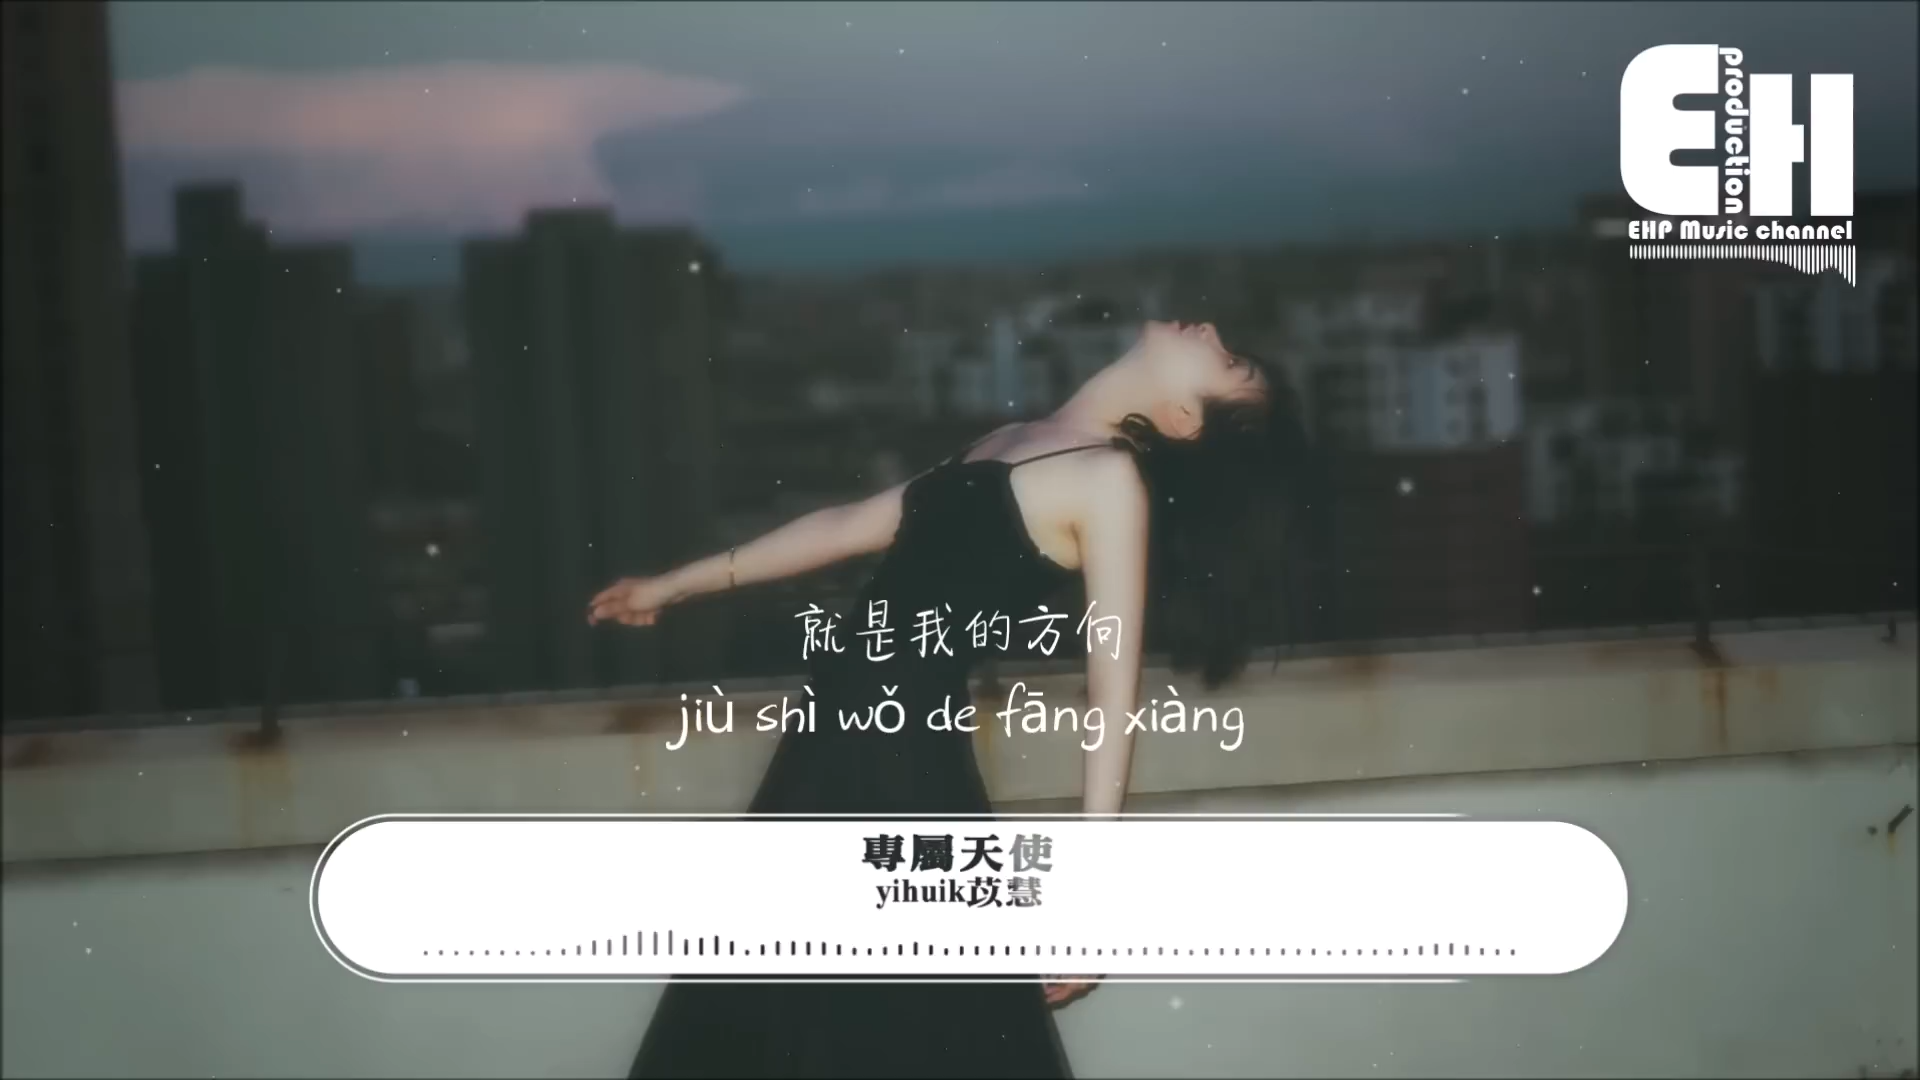 EH
production
EHP Music channel
就是我的方向
jiù shì wǒ de fāng xiàng
專屬天使
yihuik苡慧